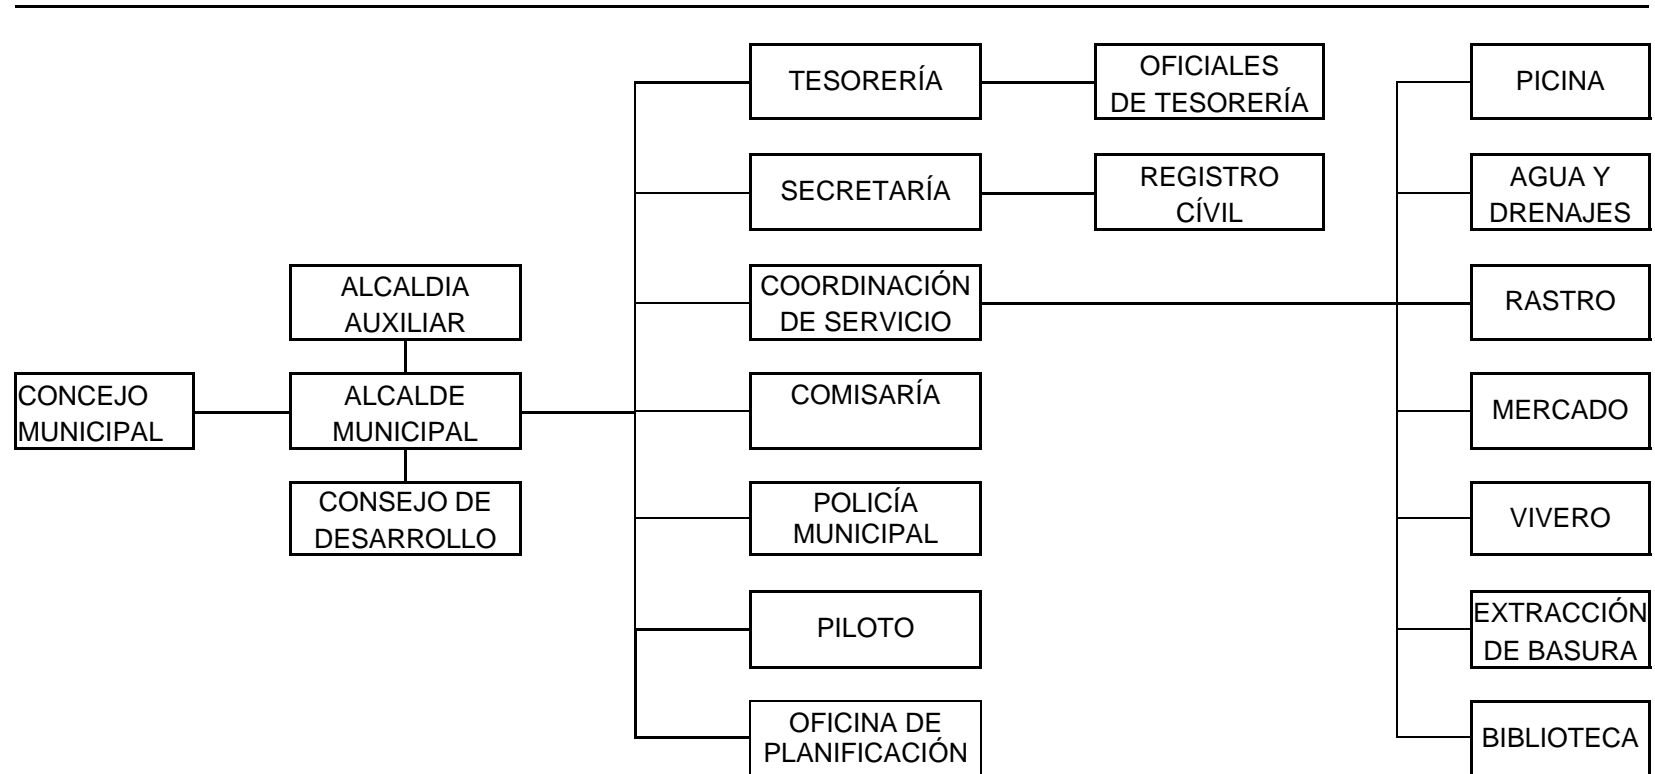 TESORERÍA
OFICIALES
DE TESORERÍA
PICINA
SECRETARÍA
REGISTRO
CÍVIL
AGUA Y
DRENAJES
ALCALDIA
AUXILIAR
COORDINACIÓN
DE SERVICIO
RASTRO
CONCEJO
MUNICIPAL
ALCALDE
MUNICIPAL
COMISARÍA
MERCADO
CONSEJO DE
DESARROLLO
POLICÍA
MUNICIPAL
VIVERO
PILOTO
EXTRACCIÓN
DE BASURA
OFICINA DE
PLANIFICACIÓN
BIBLIOTECA